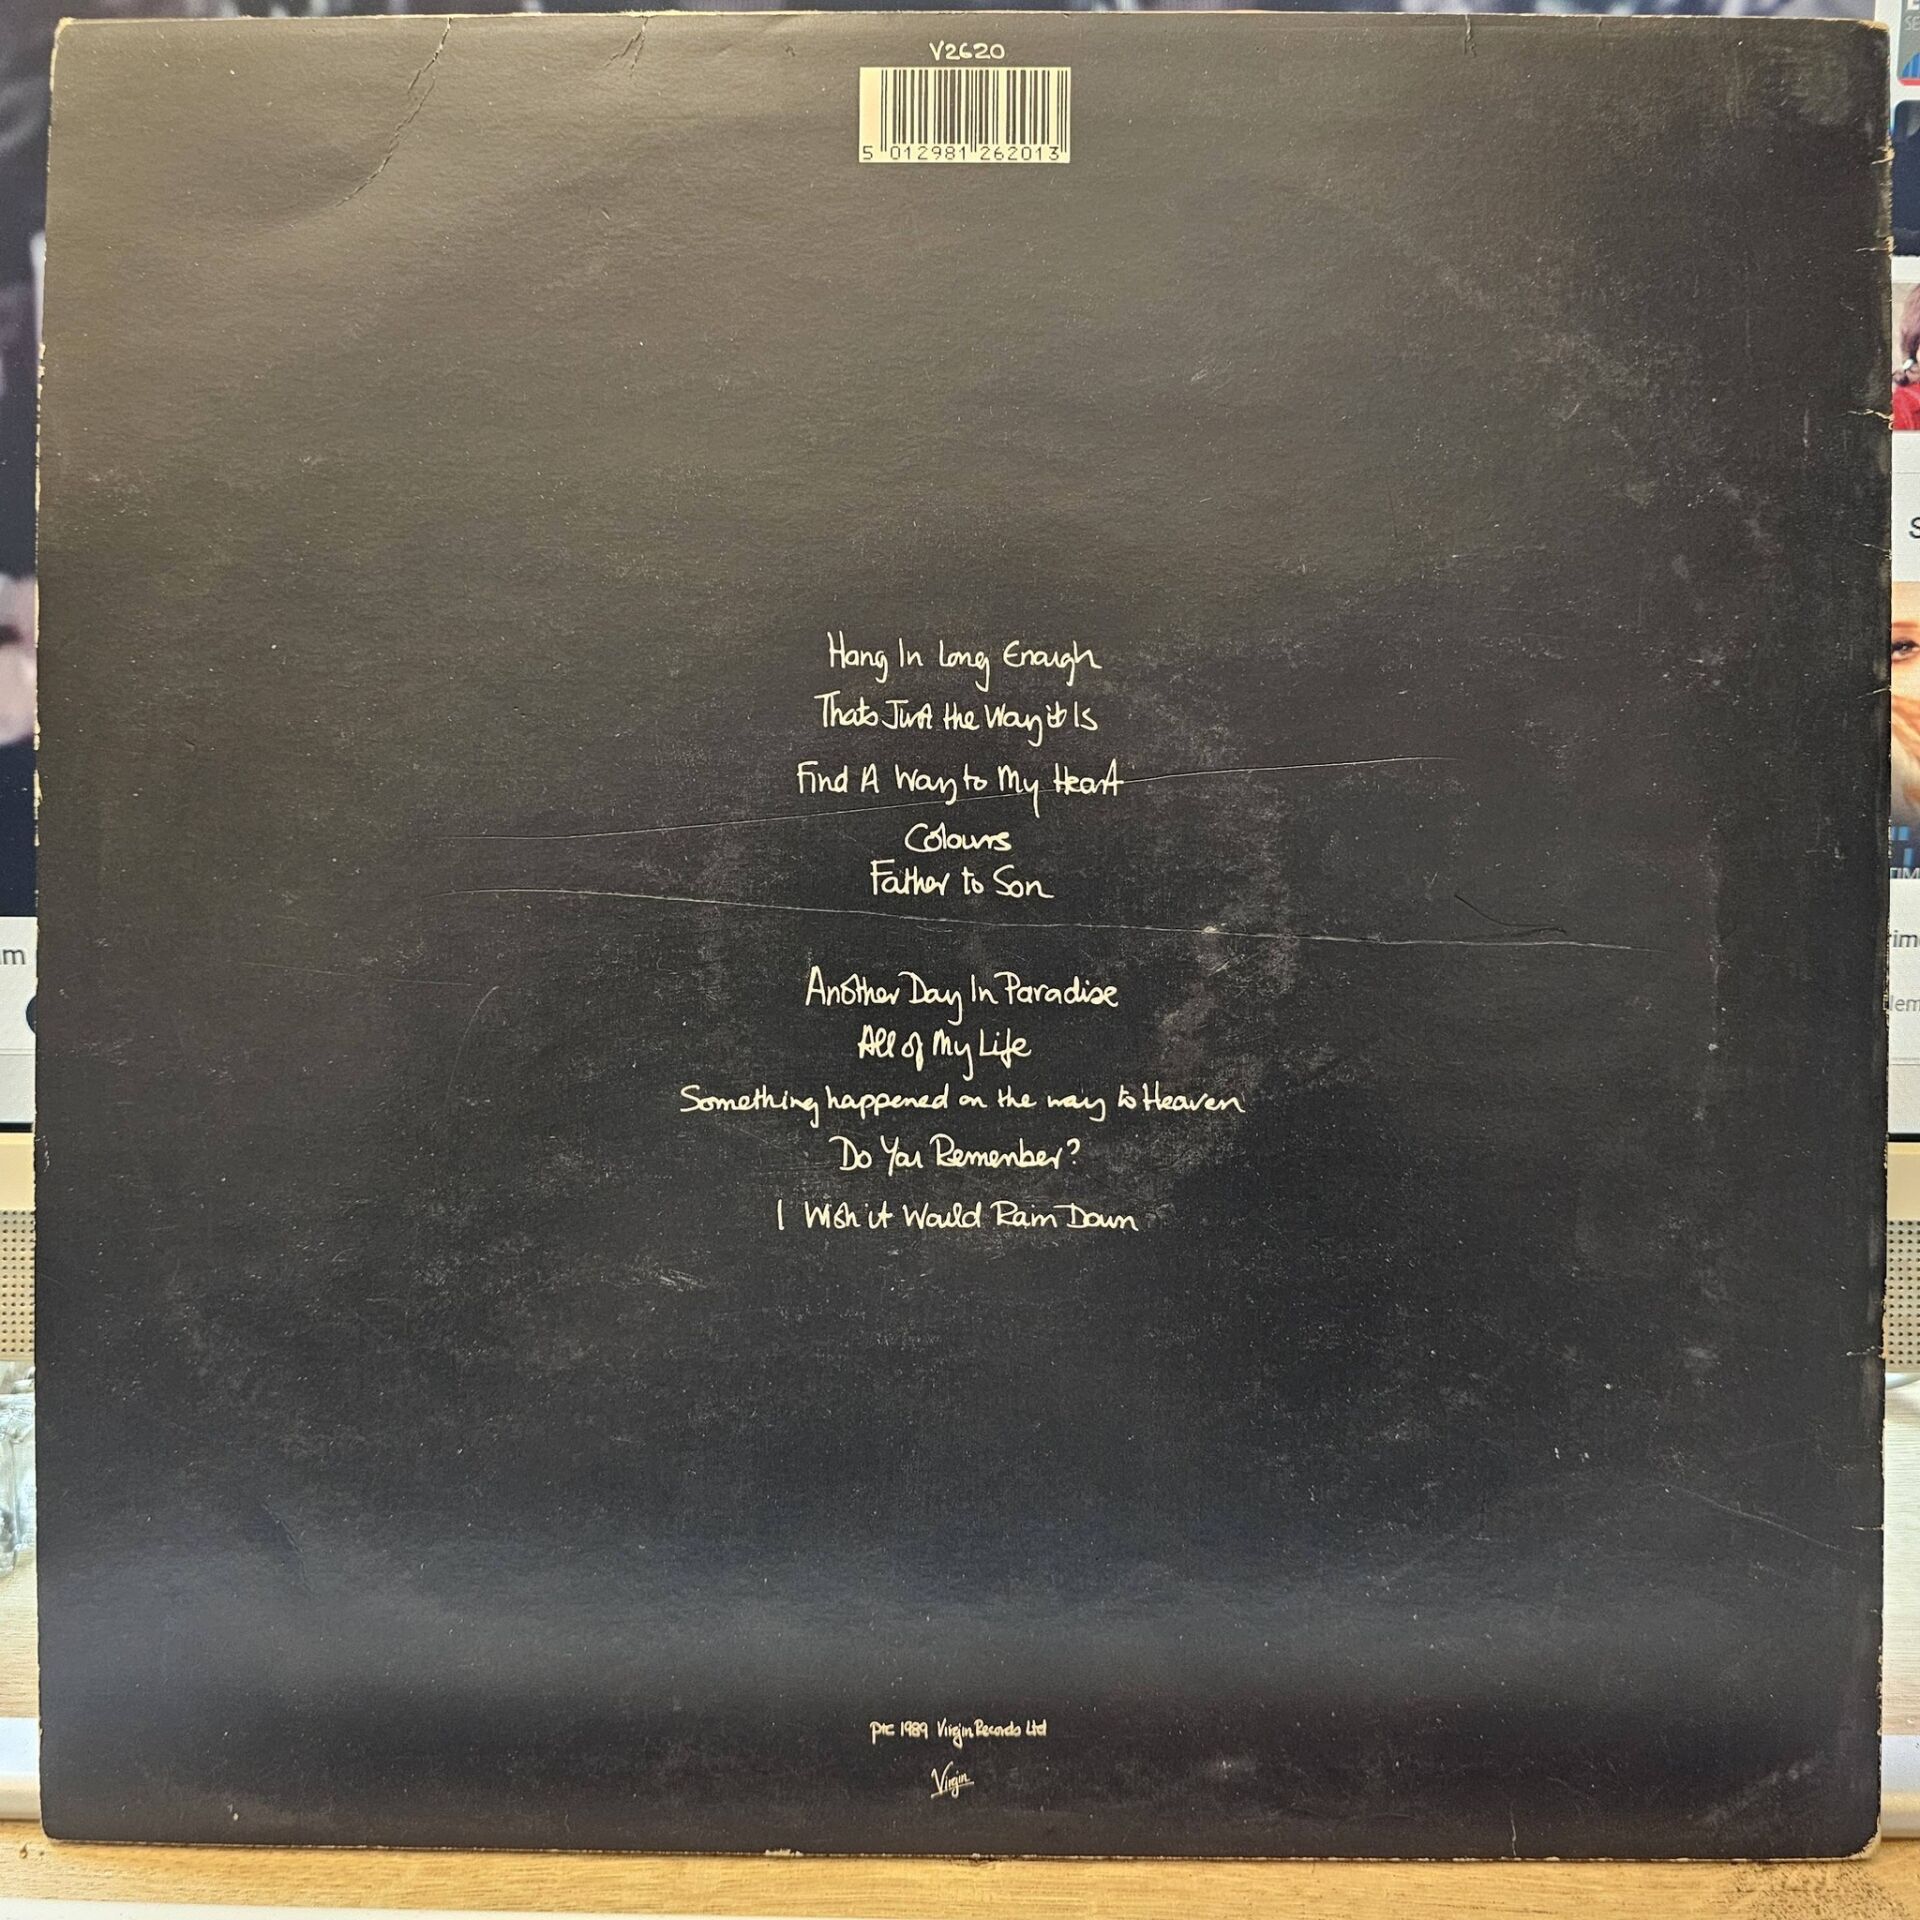 V2620
5 012981 262013
Hang In Long Enough
Thats Just the Way it Is
Find A Way to My Heart
Colours
Father to Son
Another Day In Paradise
All of My Life
Something happened on the way to Heaven
Do You Remember?
I Wish it Would Rain Down
P+C 1989 Virgin Records Ltd
Virgin